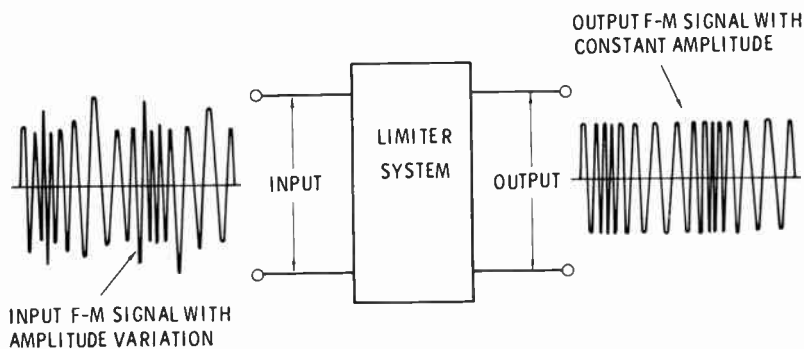 OUTPUT F-M SIGNAL WITH
CONSTANT AMPLITUDE
LIMITER
SYSTEM
INPUT
OUTPUT
INPUT F-M SIGNAL WITH
AMPLITUDE VARIATION